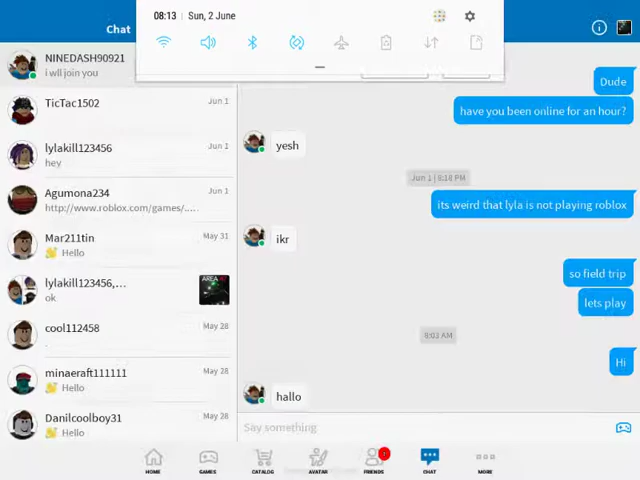 08:13 Sun, 2 June
Chat
NINEDASH90921
i wll join you
TicTac1502
Jun 1
lylakill123456
Jun 1
hey
Agumona234
Jun 1
http://www.roblox.com/games/.....
Mar211tin
May 31
👋 Hello
lylakill123456,...
ok
AREA
cool112458
May 28
.
minaeraft111111
May 28
👋 Hello
Danilcoolboy31
May 28
👋 Hello
Dude
have you been online for an hour?
yesh
Jun 1 | 8:18 PM
its weird that lyla is not playing roblox
ikr
so field trip
lets play
8:03 AM
Hi
hallo
Say something
HOME
GAMES
CATALOG
AVATAR
FRIENDS
CHAT
MORE